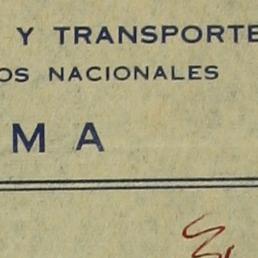 Y TRANSPORTE
OS NACIONALES
M A